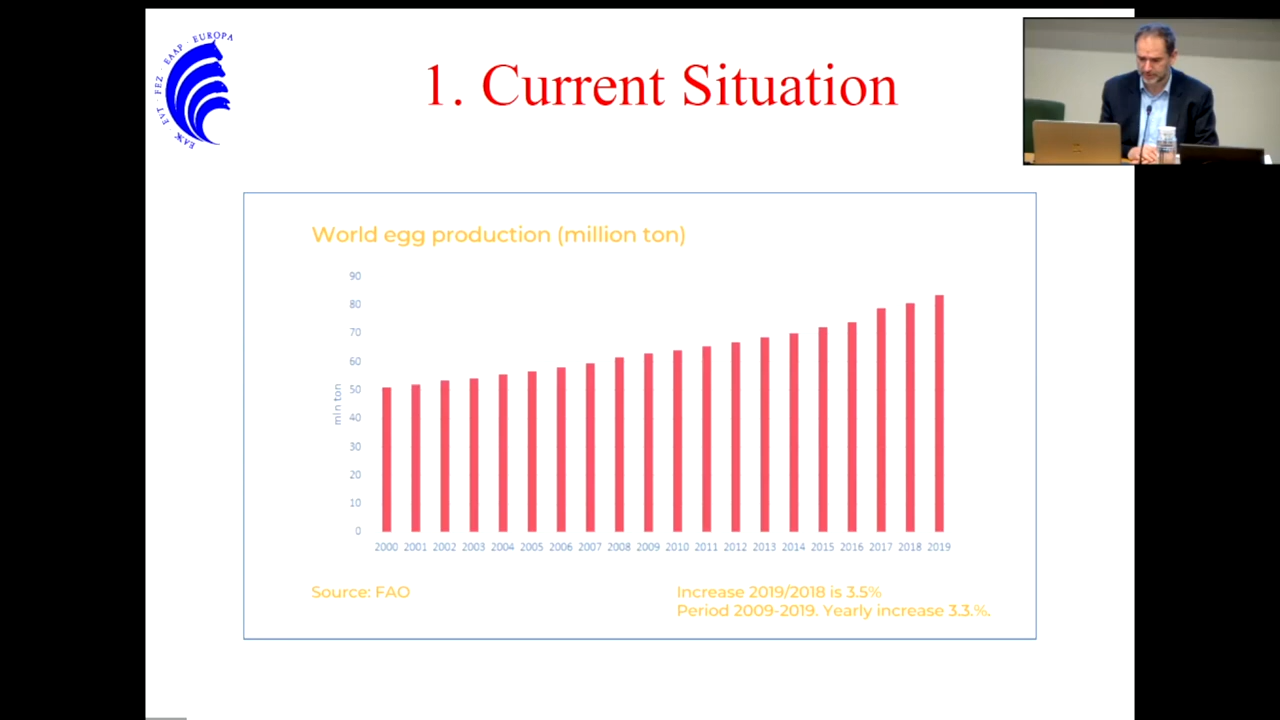 ЕАЖ · EVT · FEZ · EAAP · EUROPA
1. Current Situation
World egg production (million ton)
90
80
70
60
50
40
30
20
10
0
mln ton
2000 2001 2002 2003 2004 2005 2006 2007 2008 2009 2010 2011 2012 2013 2014 2015 2016 2017 2018 2019
Source: FAO
Increase 2019/2018 is 3.5%
Period 2009-2019. Yearly increase 3.3.%.